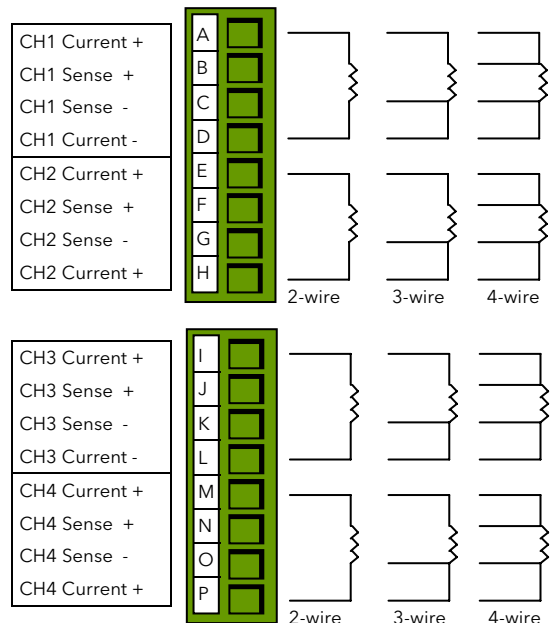 CH1 Current + A
CH1 Sense + B
CH1 Sense - C
CH1 Current - D
CH2 Current + E
CH2 Sense + F
CH2 Sense - G
CH2 Current + H
2-wire 3-wire 4-wire
CH3 Current + I
CH3 Sense + J
CH3 Sense - K
CH3 Current - L
CH4 Current + M
CH4 Sense + N
CH4 Sense - O
CH4 Current + P
2-wire 3-wire 4-wire